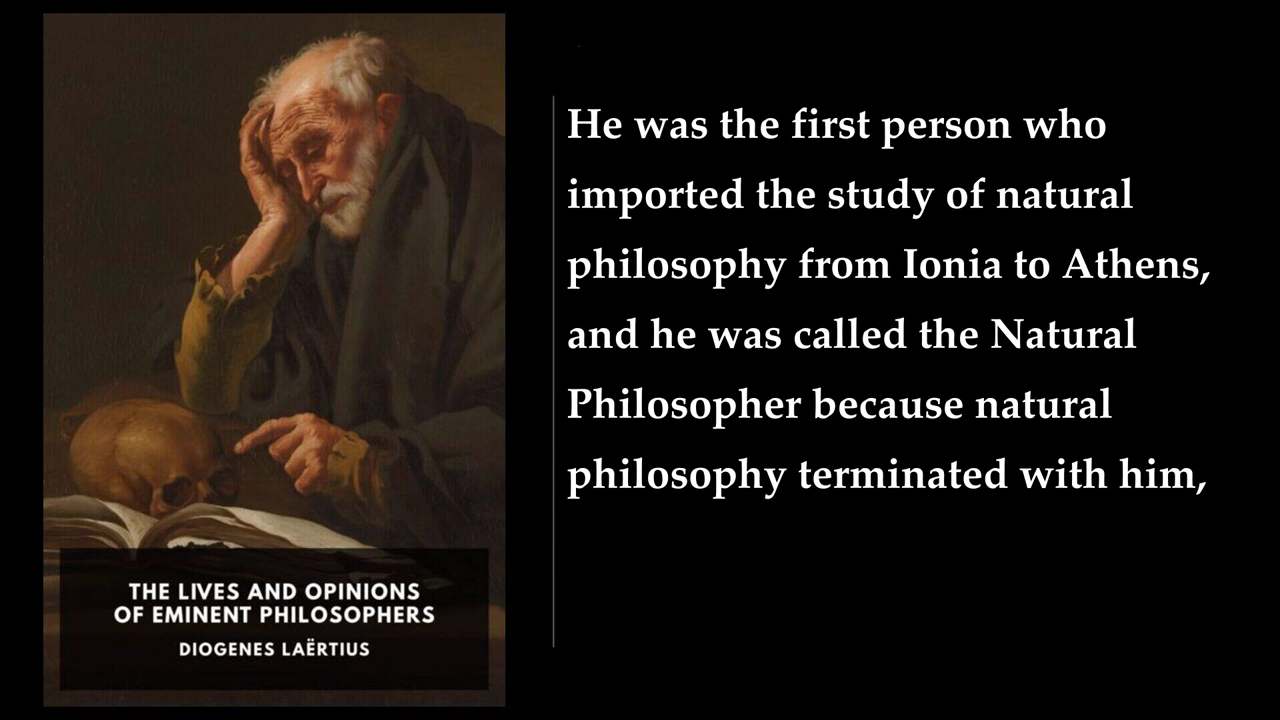 He was the first person who
imported the study of natural
philosophy from Ionia to Athens,
and he was called the Natural
Philosopher because natural
philosophy terminated with him,
THE LIVES AND OPINIONS
OF EMINENT PHILOSOPHERS
DIOGENES LAËRTIUS